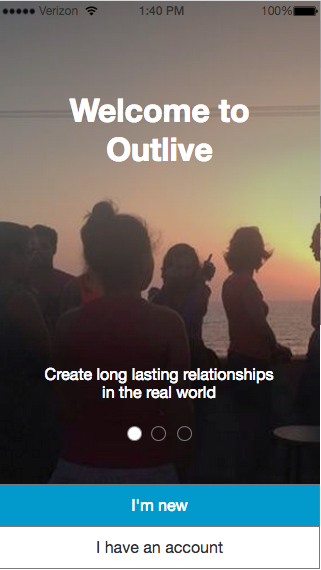 Verizon 1:40 PM 100%
Welcome to
Outlive
Create long lasting relationships
in the real world
I'm new
I have an account